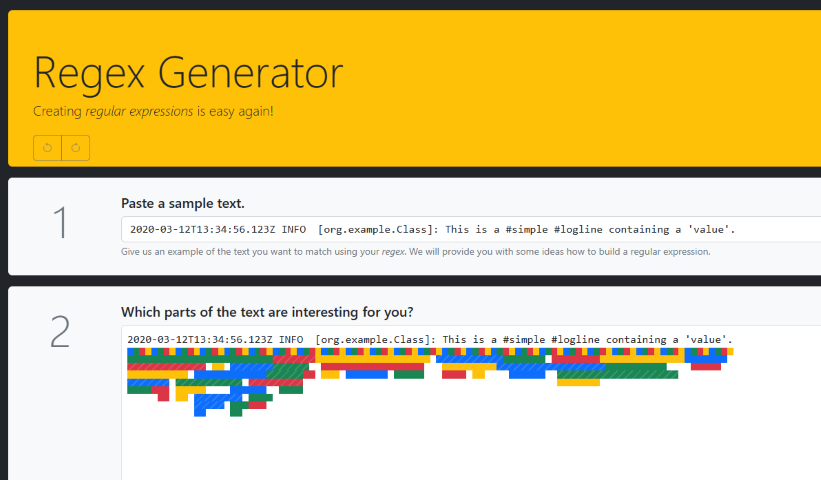 Regex Generator
Creating regular expressions is easy again!
1
Paste a sample text.
2020-03-12T13:34:56.123Z INFO  [org.example.Class]: This is a #simple #logline containing a 'value'.
Give us an example of the text you want to match using your regex. We will provide you with some ideas how to build a regular expression.
2
Which parts of the text are interesting for you?
2020-03-12T13:34:56.123Z INFO  [org.example.Class]: This is a #simple #logline containing a 'value'.